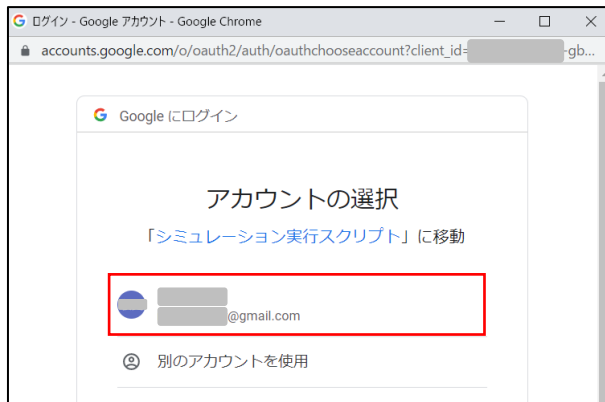 ログイン - Google アカウント - Google Chrome
accounts.google.com/o/oauth2/auth/oauthchooseaccount?client_id= -gb...
Google にログイン
アカウントの選択
「シミュレーション実行スクリプト」に移動
@gmail.com
別のアカウントを使用